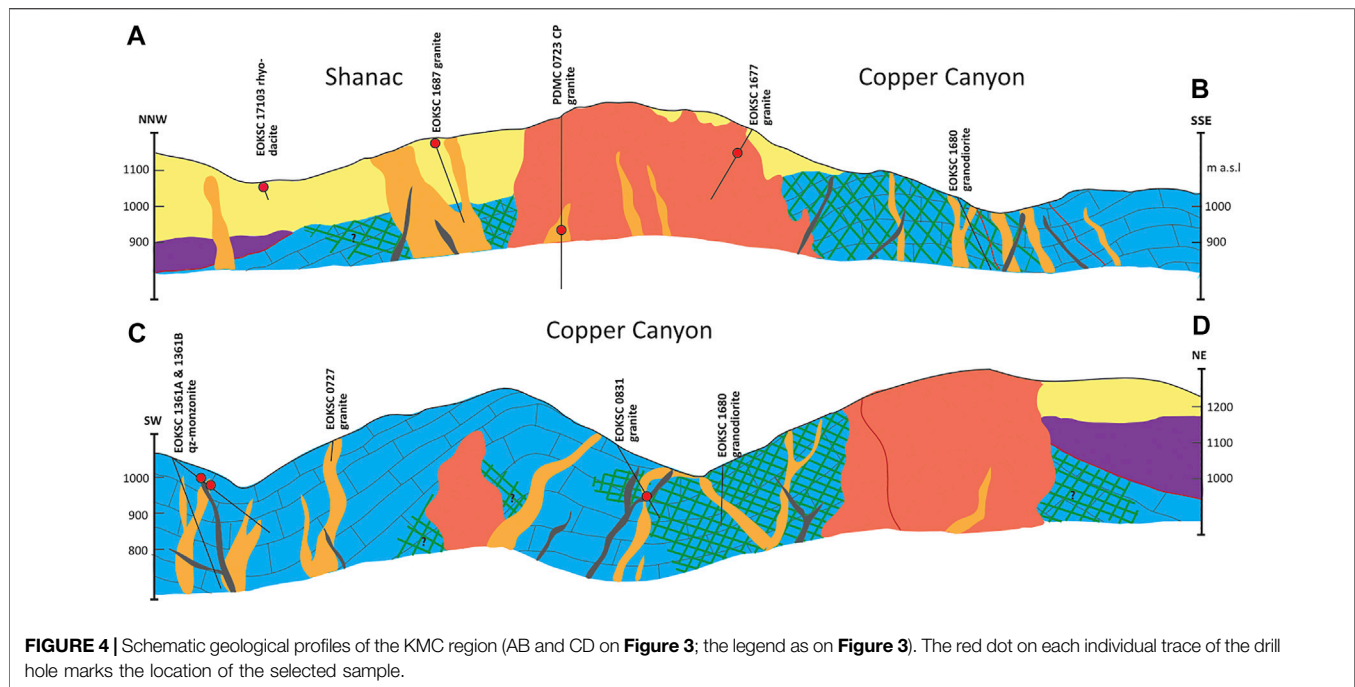 A
Shanac
Copper Canyon
B
NNW
SSE
EOKSC 17103 rhyo-
dacite
EOKSC 1687 granite
PDMC 0723 CP
granite
EOKSC 1677
granite
EOKSC 1680
granodiorite
m a.s.l
1100
1000
900
?
1000
900
C
Copper Canyon
D
SW
NE
EOKSC 1361A & 1361B
qz-monzonite
EOKSC 0727
granite
EOKSC 0831
granite
EOKSC 1680
granodiorite
1000
900
800
?
?
?
1200
1100
1000
FIGURE 4 | Schematic geological profiles of the KMC region (AB and CD on Figure 3; the legend as on Figure 3). The red dot on each individual trace of the drill
hole marks the location of the selected sample.